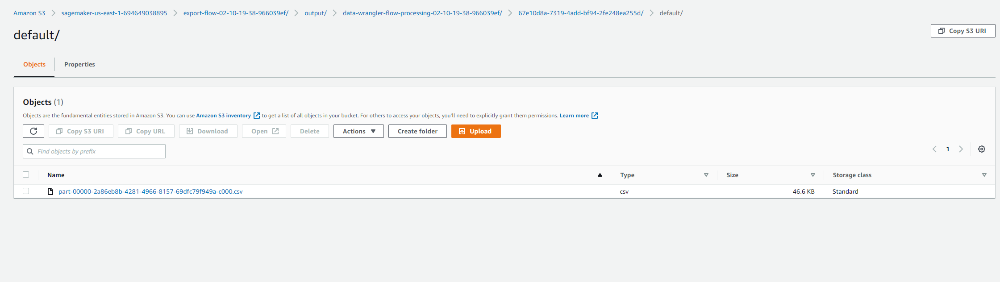 Amazon S3 > sagemaker-us-east-1-694649038895 > export-flow-02-10-19-38-966039ef/ > output/ > data-wrangler-flow-processing-02-10-19-38-966039ef/ > 67e10d8a-7319-4add-bf94-2fe248ea255d/ > default/
default/
Copy S3 URI
Objects Properties
Objects (1)
Objects are the fundamental entities stored in Amazon S3. You can use Amazon S3 inventory to get a list of all objects in your bucket. For others to access your objects, you'll need to explicitly grant them permissions. Learn more
Copy S3 URI Copy URL Download Open Delete Actions Create folder Upload
Find objects by prefix
1
Name Type Size Storage class
part-00000-2a86eb8b-4281-4966-8157-69dfc79f949a-c000.csv csv 46.6 KB Standard